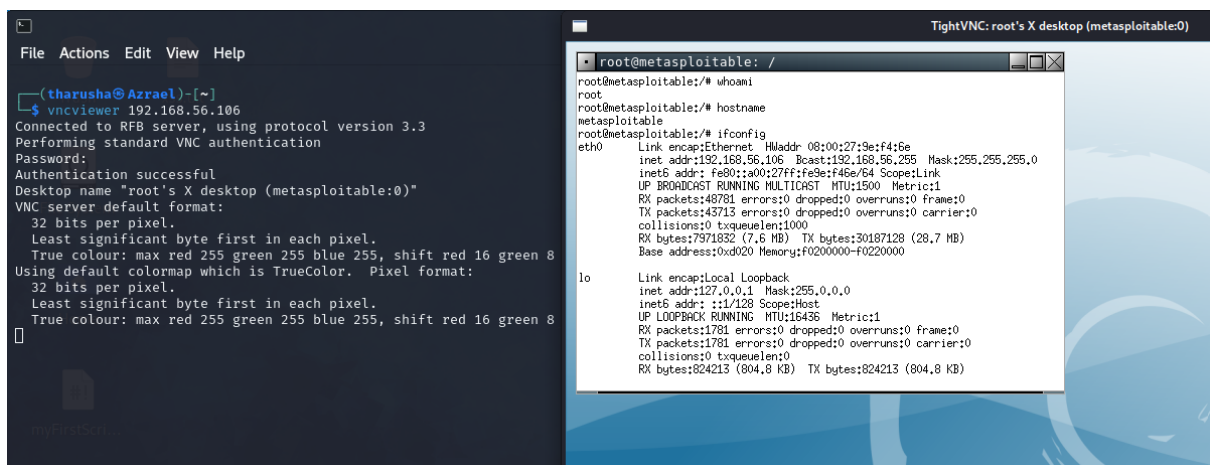 File Actions Edit View Help
(tharusha㉿Azrael)-[~]
$ vncviewer 192.168.56.106
Connected to RFB server, using protocol version 3.3
Performing standard VNC authentication
Password:
Authentication successful
Desktop name "root's X desktop (metasploitable:0)"
VNC server default format:
32 bits per pixel.
Least significant byte first in each pixel.
True colour: max red 255 green 255 blue 255, shift red 16 green 8
Using default colormap which is TrueColor. Pixel format:
32 bits per pixel.
Least significant byte first in each pixel.
True colour: max red 255 green 255 blue 255, shift red 16 green 8
myFirstScri...
TightVNC: root's X desktop (metasploitable:0)
root@metasploitable: /
root@metasploitable:/# whoami
root
root@metasploitable:/# hostname
metasploitable
root@metasploitable:/# ifconfig
eth0 Link encap:Ethernet HWaddr 08:00:27:9e:f4:6e
inet addr:192.168.56.106 Bcast:192.168.56.255 Mask:255.255.255.0
inet6 addr: fe80::a00:27ff:fe9e:f46e/64 Scope:Link
UP BROADCAST RUNNING MULTICAST MTU:1500 Metric:1
RX packets:48781 errors:0 dropped:0 overruns:0 frame:0
TX packets:43713 errors:0 dropped:0 overruns:0 carrier:0
collisions:0 txqueuelen:1000
RX bytes:7971832 (7.6 MB) TX bytes:30187128 (28.7 MB)
Base address:0xd020 Memory:f0200000-f0220000
lo Link encap:Local Loopback
inet addr:127.0.0.1 Mask:255.0.0.0
inet6 addr: ::1/128 Scope:Host
UP LOOPBACK RUNNING MTU:16436 Metric:1
RX packets:1781 errors:0 dropped:0 overruns:0 frame:0
TX packets:1781 errors:0 dropped:0 overruns:0 carrier:0
collisions:0 txqueuelen:0
RX bytes:824213 (804.8 KB) TX bytes:824213 (804.8 KB)